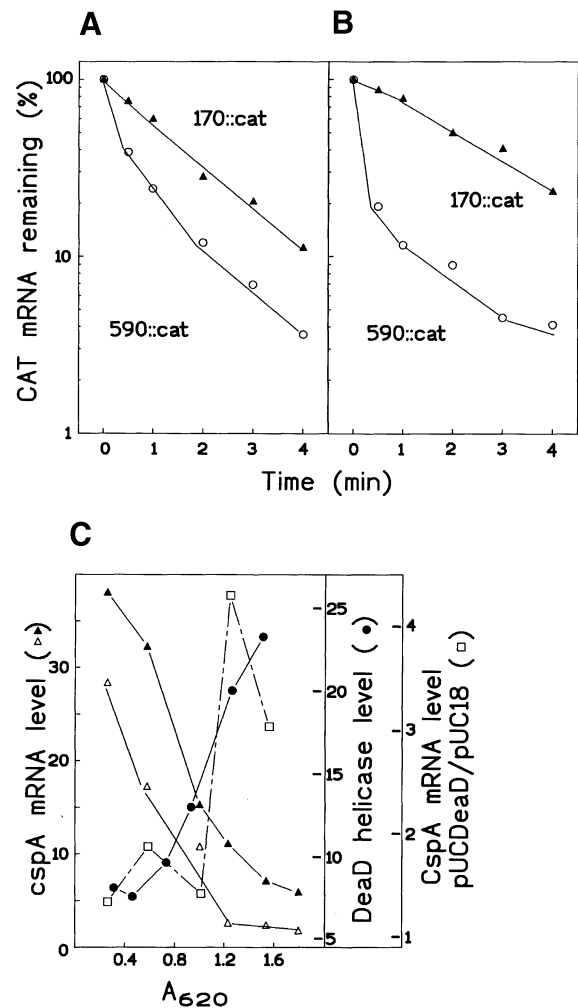 A
B
CAT mRNA remaining (%)
100
10
1
170::cat
590::cat
170::cat
590::cat
0 1 2 3 4
0 1 2 3 4
Time (min)
C
cspA mRNA level (▲△)
30
20
10
0
25
20
15
10
5
DeaD helicase level (●)
4
3
2
1
CspA mRNA level
pUCDeaD/pUC18 (□)
0.4 0.8 1.2 1.6
A620